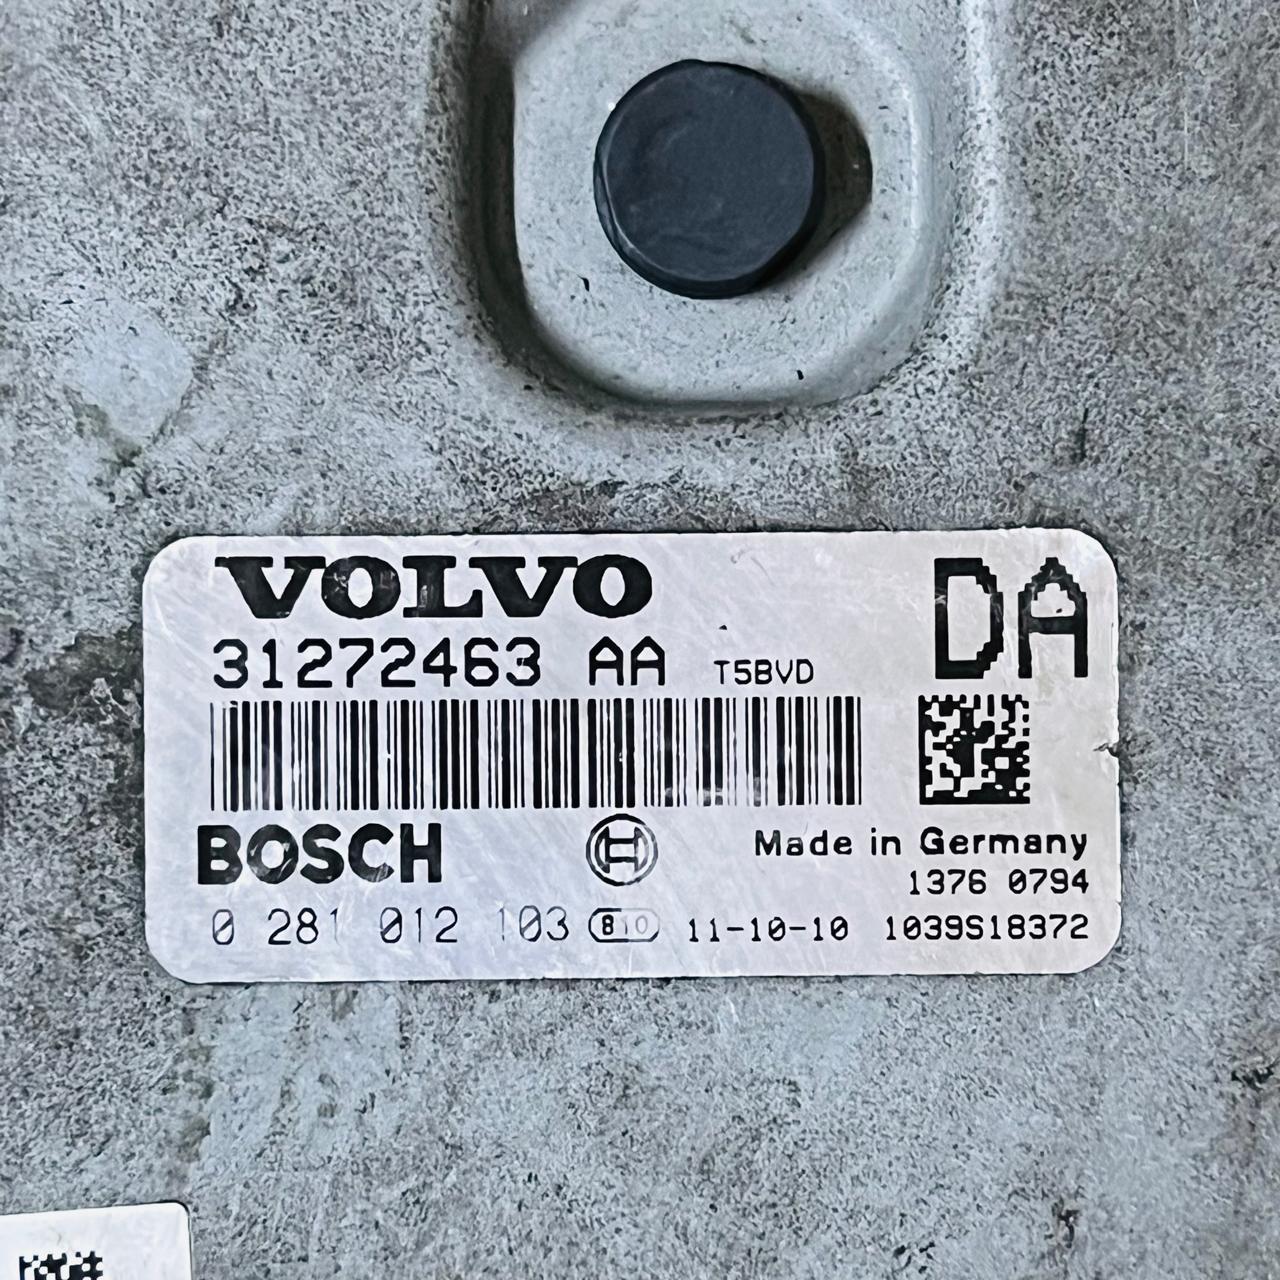 VOLVO
DA
31272463 AA T5BVD
BOSCH
Made in Germany
1376 0794
0 281 012 103 810 11-10-10 1039S18372